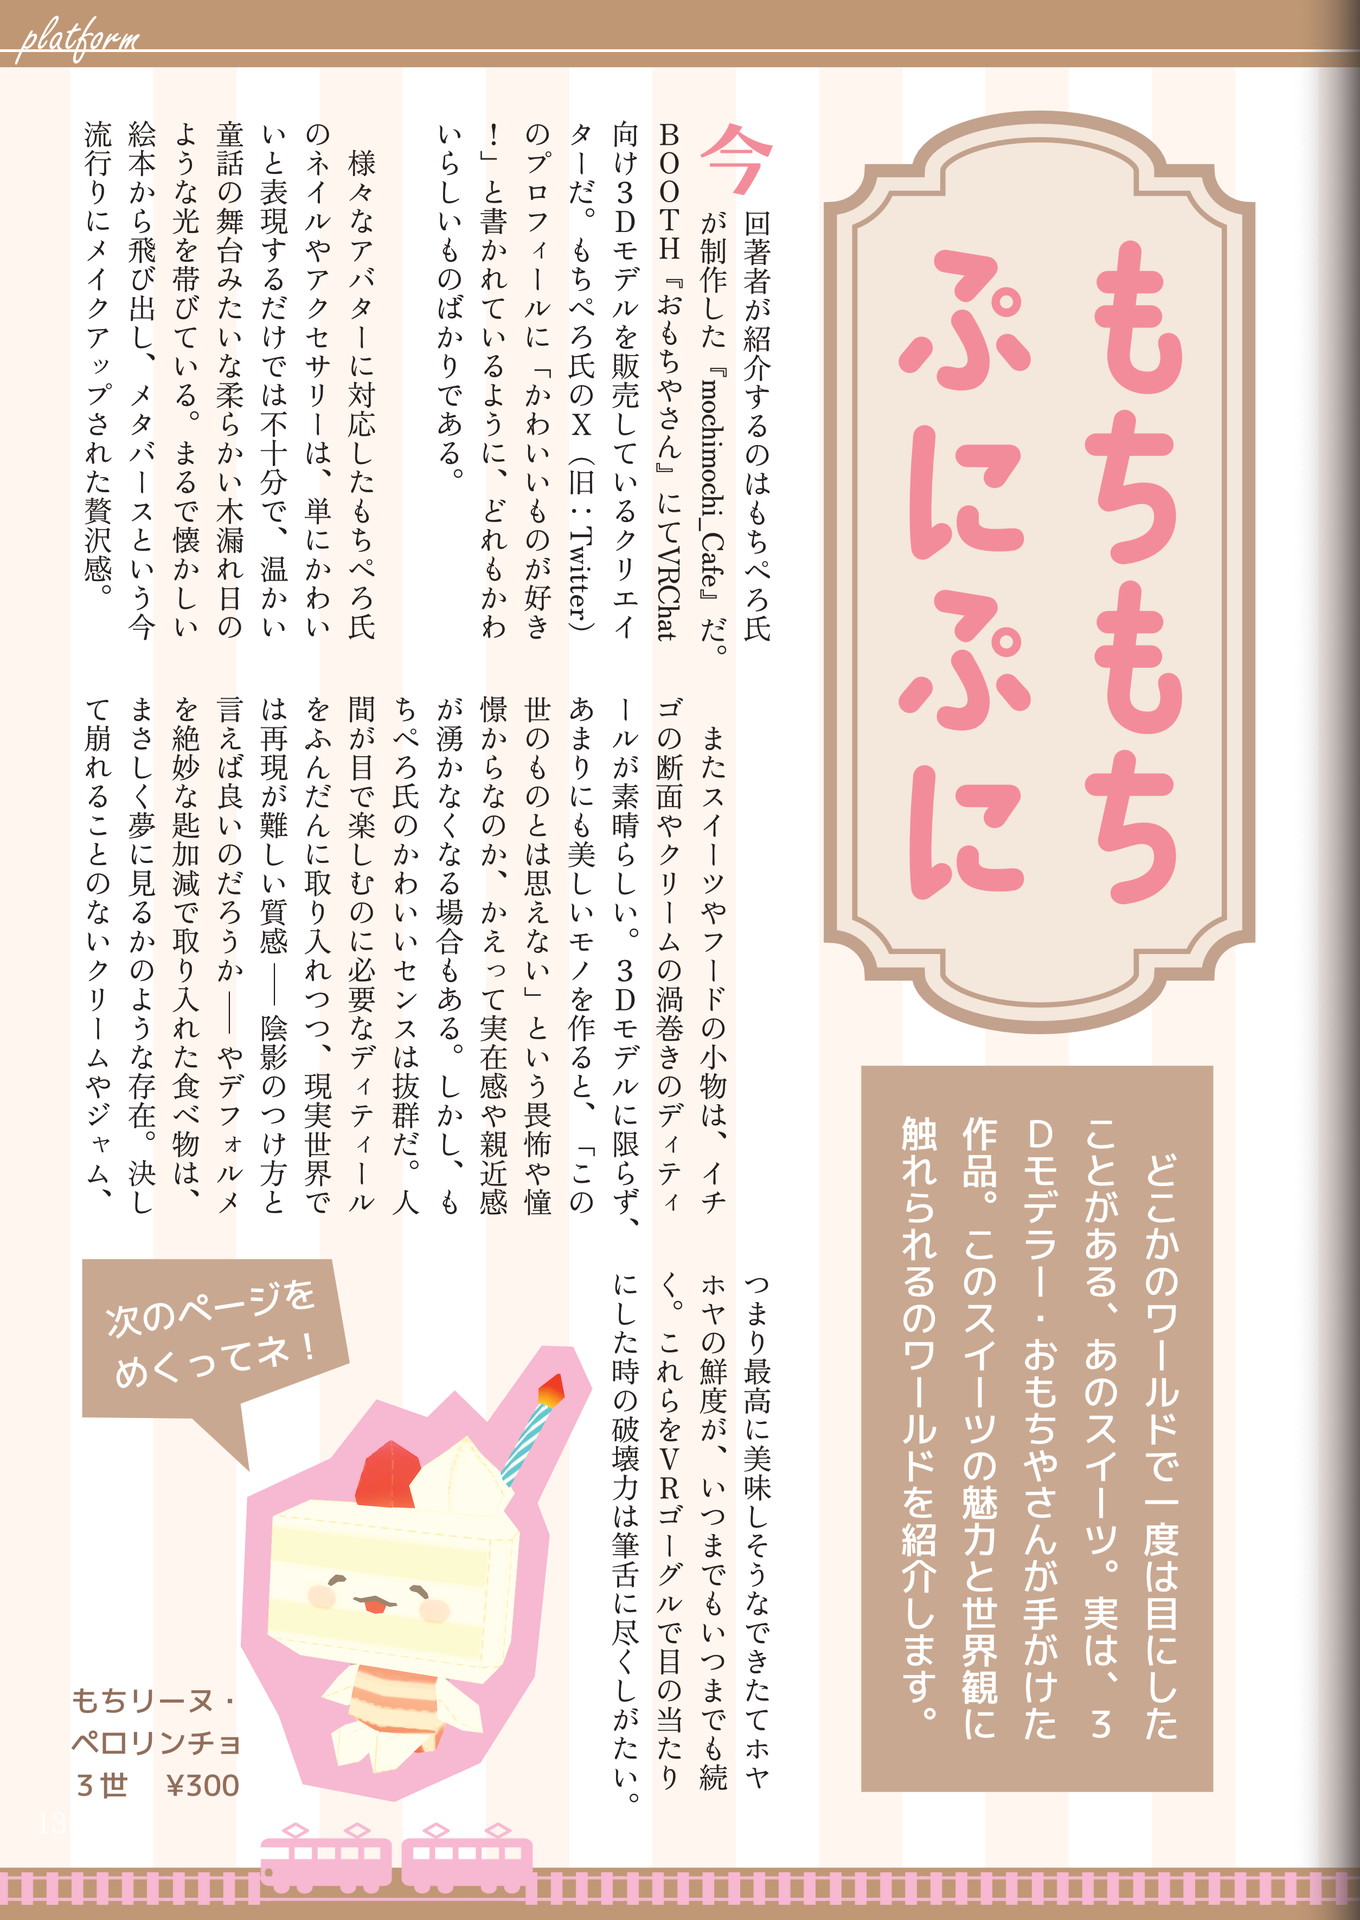 platform
もちもち
ぷにぷに
どこかのワールドで一度は目にした
ことがある、あのスイーツ。実は、3
Dモデラー・おもちやさんが手がけた
作品。このスイーツの魅力と世界観に
触れられるのワールドを紹介します。
今回著者が紹介するのはもちぺろ氏
が制作した『mochimochi_Cafe』だ。
BOOTH『おもちやさん』にてVRChat
向け3Dモデルを販売しているクリエイ
ターだ。もちぺろ氏のX（旧：Twitter）
のプロフィールに「かわいいものが好き
！」と書かれているように、どれもかわ
いらしいものばかりである。
様々なアバターに対応したもちぺろ氏
のネイルやアクセサリーは、単にかわい
いと表現するだけでは不十分で、温かい
童話の舞台みたいな柔らかい木漏れ日の
ような光を帯びている。まるで懐かしい
絵本から飛び出し、メタバースという今
流行りにメイクアップされた贅沢感。
またスイーツやフードの小物は、イチ
ゴの断面やクリームの渦巻きのディティ
ールが素晴らしい。3Dモデルに限らず、
あまりにも美しいモノを作ると、「この
世のものとは思えない」という畏怖や憧
憬からなのか、かえって実在感や親近感
が湧かなくなる場合もある。しかし、も
ちぺろ氏のかわいいセンスは抜群だ。人
間が目で楽しむのに必要なディティール
をふんだんに取り入れつつ、現実世界で
は再現が難しい質感――陰影のつけ方と
言えば良いのだろうか――やデフォルメ
を絶妙な匙加減で取り入れた食べ物は、
まさしく夢に見るかのような存在。決し
て崩れることのないクリームやジャム、
つまり最高に美味しそうなできたてホヤ
ホヤの鮮度が、いつまでもいつまでも続
く。これらをVRゴーグルで目の当たり
にした時の破壊力は筆舌に尽くしがたい。
次のページを
めくってネ！
もちリーヌ・
ペロリンチョ
3世　¥300
13